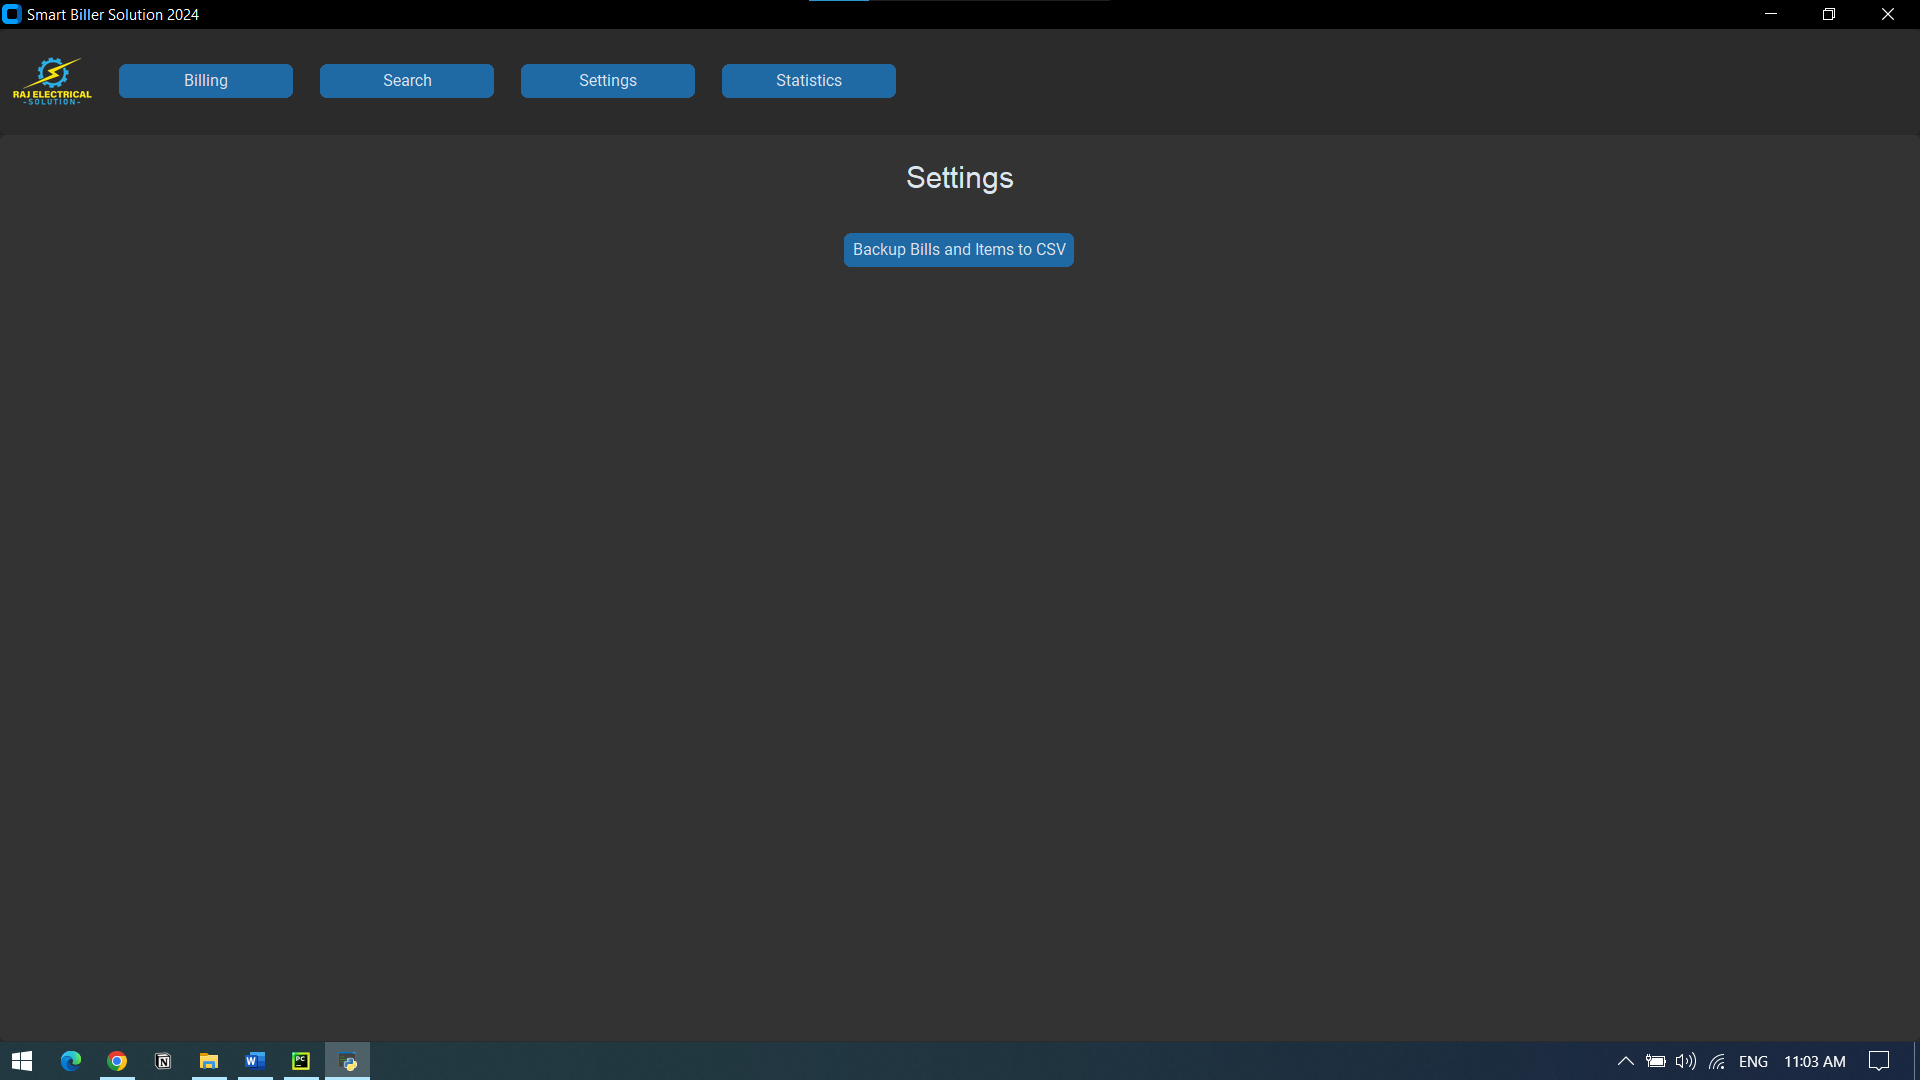 Smart Biller Solution 2024
RAJ ELECTRICAL
-SOLUTION-
Billing
Search
Settings
Statistics
Settings
Backup Bills and Items to CSV
N
W
PC
ENG
11:03 AM